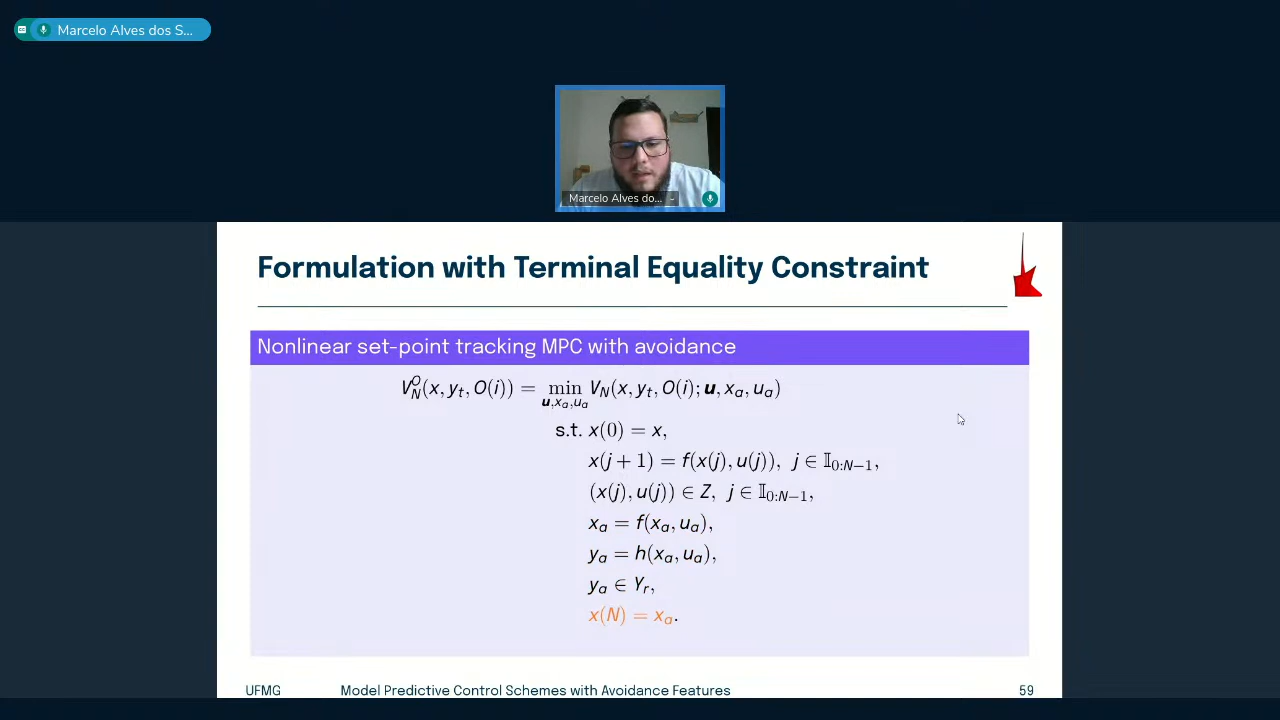 Marcelo Alves dos S...
Marcelo Alves do...
Formulation with Terminal Equality Constraint
Nonlinear set-point tracking MPC with avoidance
V_N^O(x, y_t, O(i)) = min_{u,x_a,u_a} V_N(x, y_t, O(i); u, x_a, u_a)
s.t. x(0) = x,
x(j + 1) = f(x(j), u(j)), j ∈ 𝕀_{0:N−1},
(x(j), u(j)) ∈ Z, j ∈ 𝕀_{0:N−1},
x_a = f(x_a, u_a),
y_a = h(x_a, u_a),
y_a ∈ Y_r,
x(N) = x_a.
UFMG Model Predictive Control Schemes with Avoidance Features 59